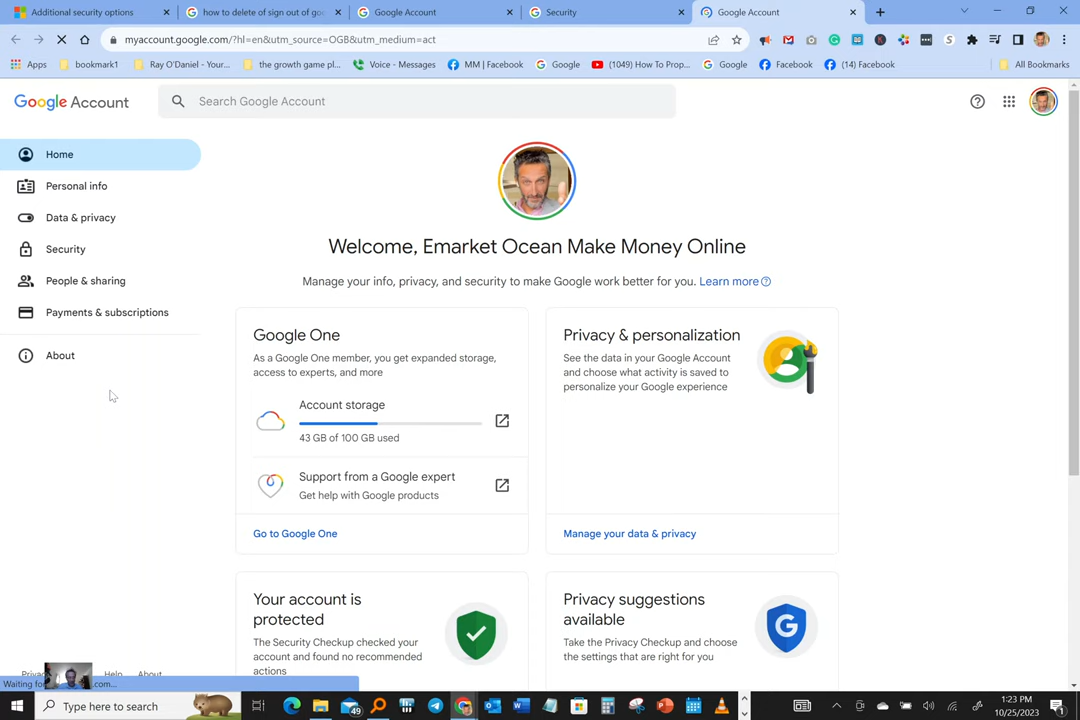 Additional security options
how to delete of sign out of go
Google Account
Security
Google Account
myaccount.google.com/?hl=en&utm_source=OGB&utm_medium=act
Apps
bookmark1
Ray O'Daniel - Your...
the growth game pl...
Voice - Messages
MM | Facebook
Google
(1049) How To Prop...
Google
Facebook
(14) Facebook
All Bookmarks
Google Account
Search Google Account
Home
Personal info
Data & privacy
Security
People & sharing
Payments & subscriptions
About
Welcome, Emarket Ocean Make Money Online
Manage your info, privacy, and security to make Google work better for you. Learn more
Google One
As a Google One member, you get expanded storage,
access to experts, and more
Account storage
43 GB of 100 GB used
Support from a Google expert
Get help with Google products
Go to Google One
Privacy & personalization
See the data in your Google Account
and choose what activity is saved to
personalize your Google experience
Manage your data & privacy
Your account is
protected
The Security Checkup checked your
account and found no recommended
actions
Privacy suggestions
available
Take the Privacy Checkup and choose
the settings that are right for you
Help
About
Waiting for
.com...
Type here to search
49
1:23 PM
10/25/2023
1